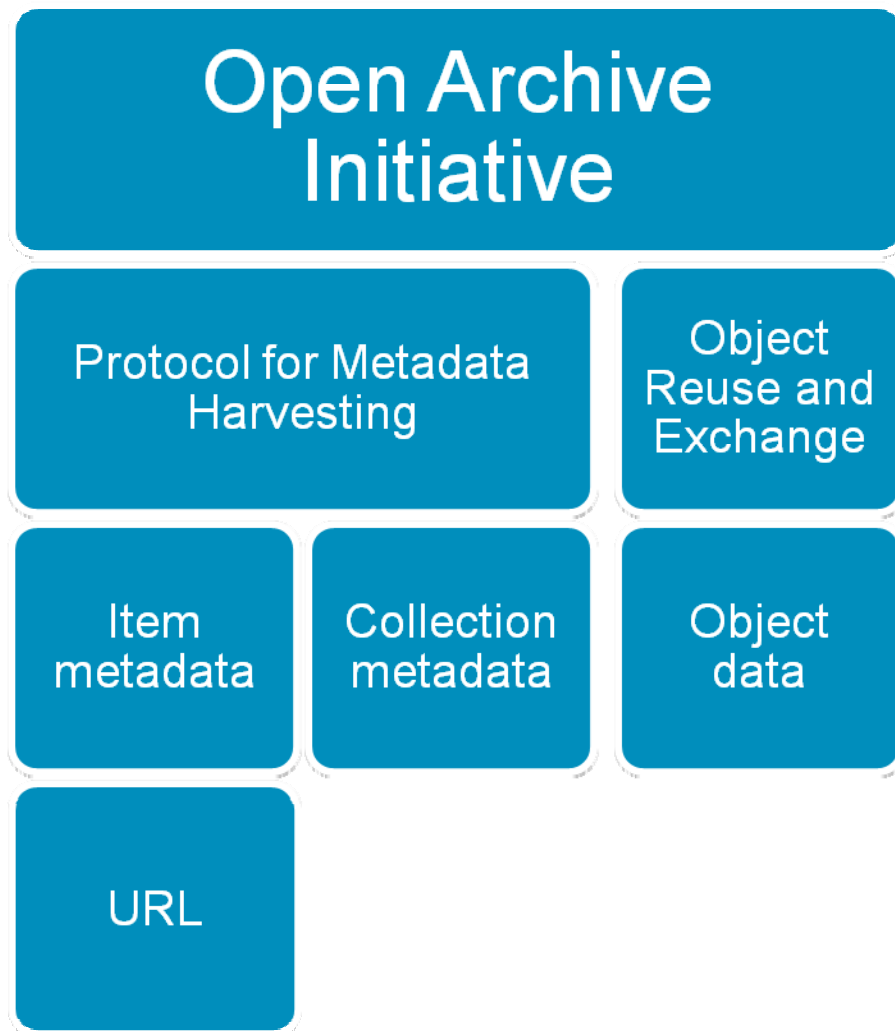 Open Archive
Initiative
Protocol for Metadata
Harvesting
Object
Reuse and
Exchange
Item
metadata
Collection
metadata
Object
data
URL